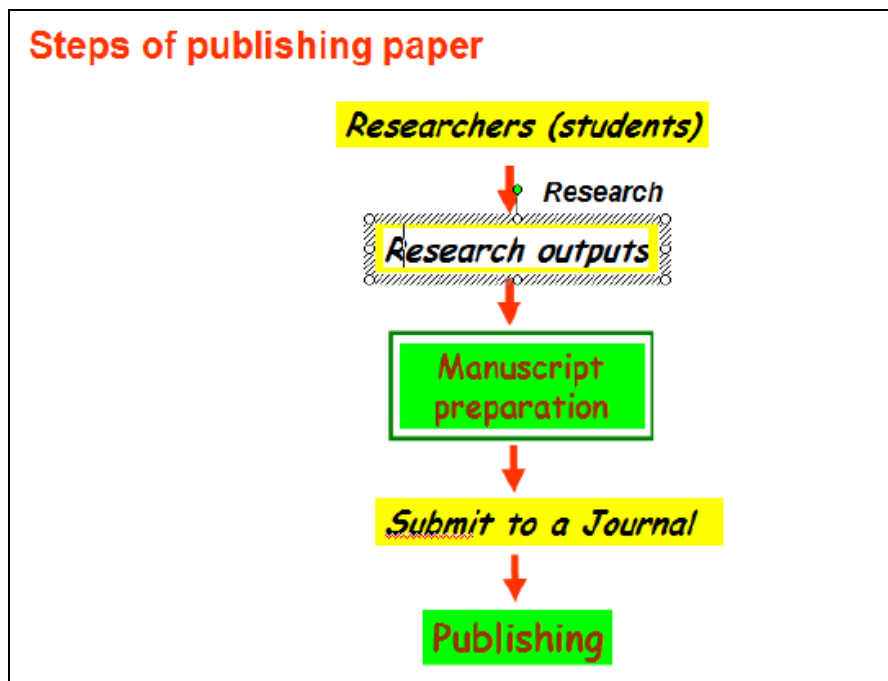 Steps of publishing paper
Researchers (students)
Research
Research outputs
Manuscript
preparation
Submit to a Journal
Publishing